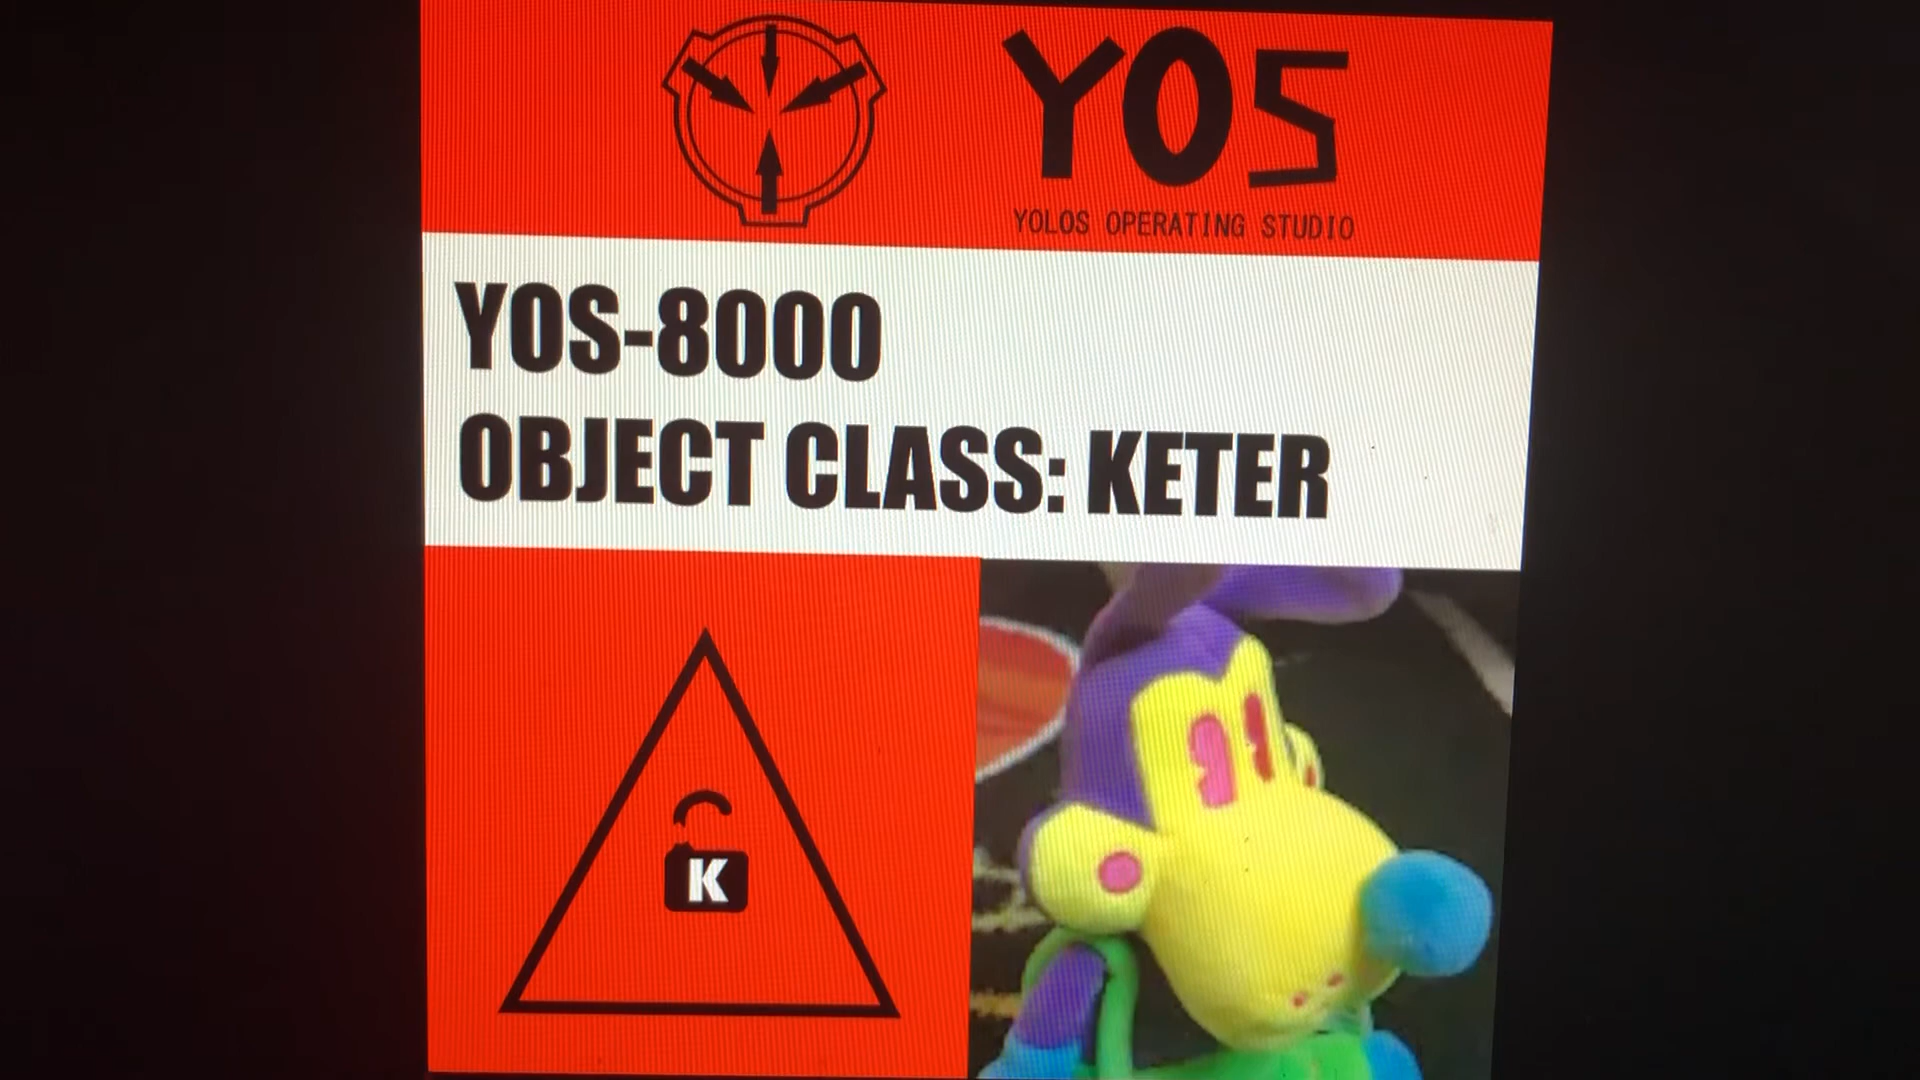 YOS
YOLOS OPERATING STUDIO
YOS-8000
OBJECT CLASS: KETER
K